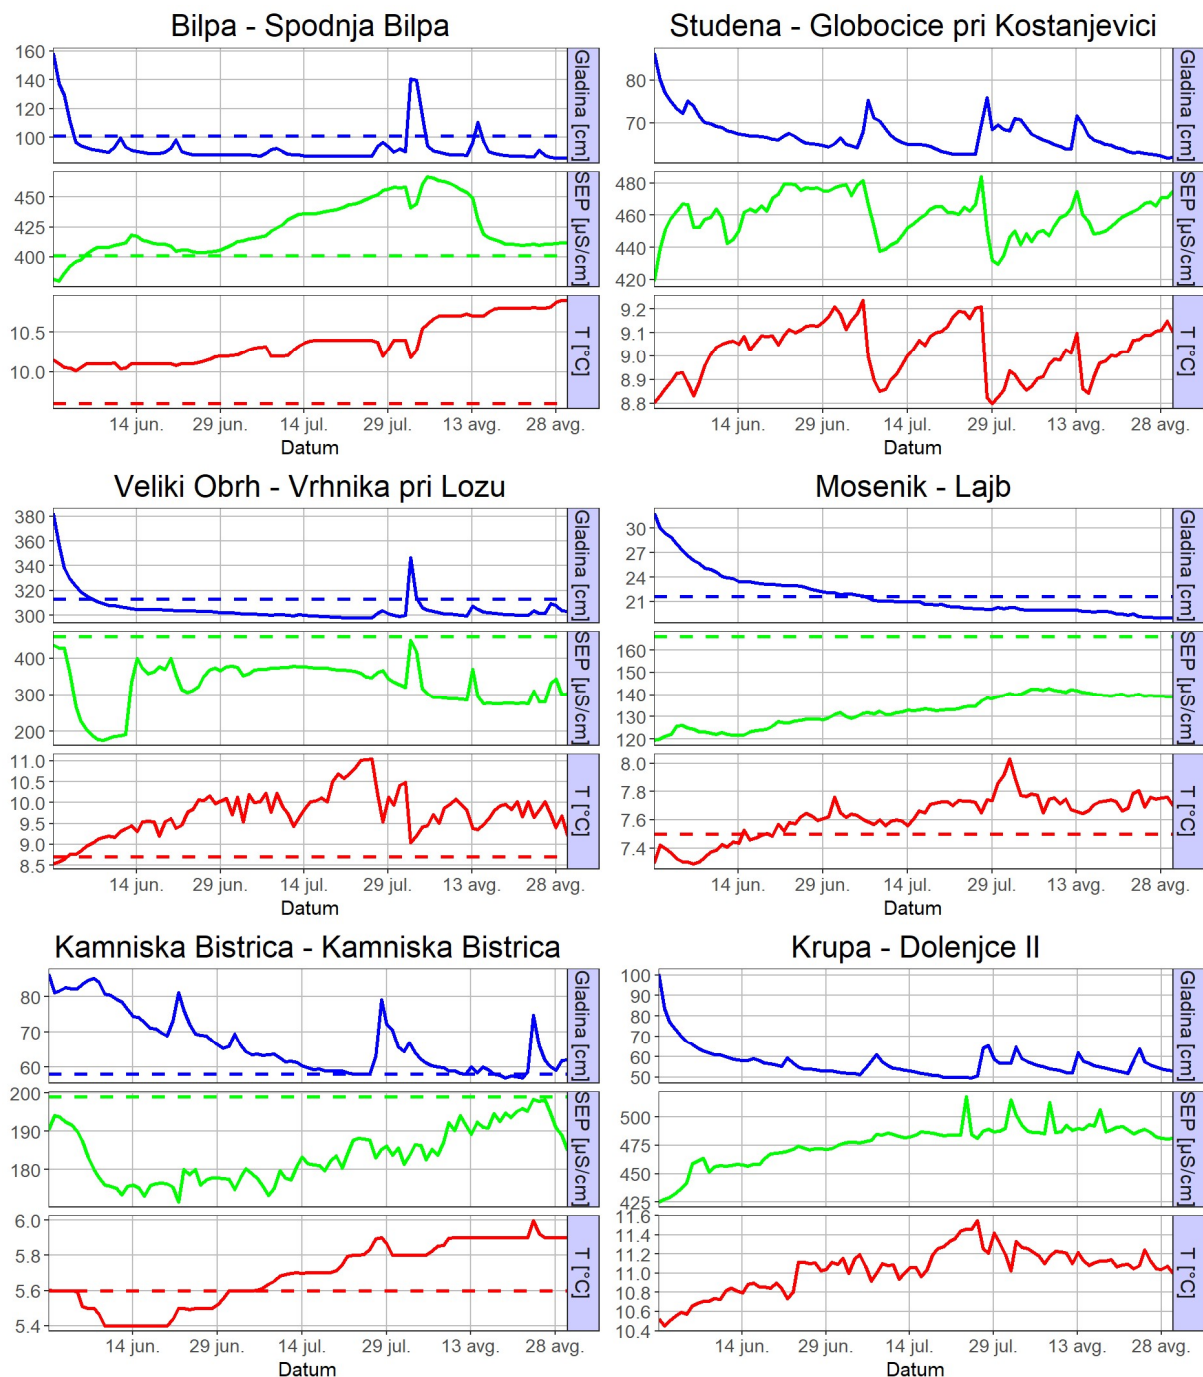 Bilpa - Spodnja Bilpa
160
140
120
100
Gladina [cm]
450
425
400
SEP [µS/cm]
10.5
10.0
T [°C]
14 jun. 29 jun. 14 jul. 29 jul. 13 avg. 28 avg.
Datum
Studena - Globocice pri Kostanjevici
80
70
Gladina [cm]
480
460
440
420
SEP [µS/cm]
9.2
9.1
9.0
8.9
8.8
T [°C]
14 jun. 29 jun. 14 jul. 29 jul. 13 avg. 28 avg.
Datum
Veliki Obrh - Vrhnika pri Lozu
380
360
340
320
300
Gladina [cm]
400
300
200
SEP [µS/cm]
11.0
10.5
10.0
9.5
9.0
8.5
T [°C]
14 jun. 29 jun. 14 jul. 29 jul. 13 avg. 28 avg.
Datum
Mosenik - Lajb
30
27
24
21
Gladina [cm]
160
150
140
130
120
SEP [µS/cm]
8.0
7.8
7.6
7.4
T [°C]
14 jun. 29 jun. 14 jul. 29 jul. 13 avg. 28 avg.
Datum
Kamniska Bistrica - Kamniska Bistrica
80
70
60
Gladina [cm]
200
190
180
SEP [µS/cm]
6.0
5.8
5.6
5.4
T [°C]
14 jun. 29 jun. 14 jul. 29 jul. 13 avg. 28 avg.
Datum
Krupa - Dolenjce II
100
90
80
70
60
50
Gladina [cm]
500
475
450
425
SEP [µS/cm]
11.6
11.4
11.2
11.0
10.8
10.6
10.4
T [°C]
14 jun. 29 jun. 14 jul. 29 jul. 13 avg. 28 avg.
Datum